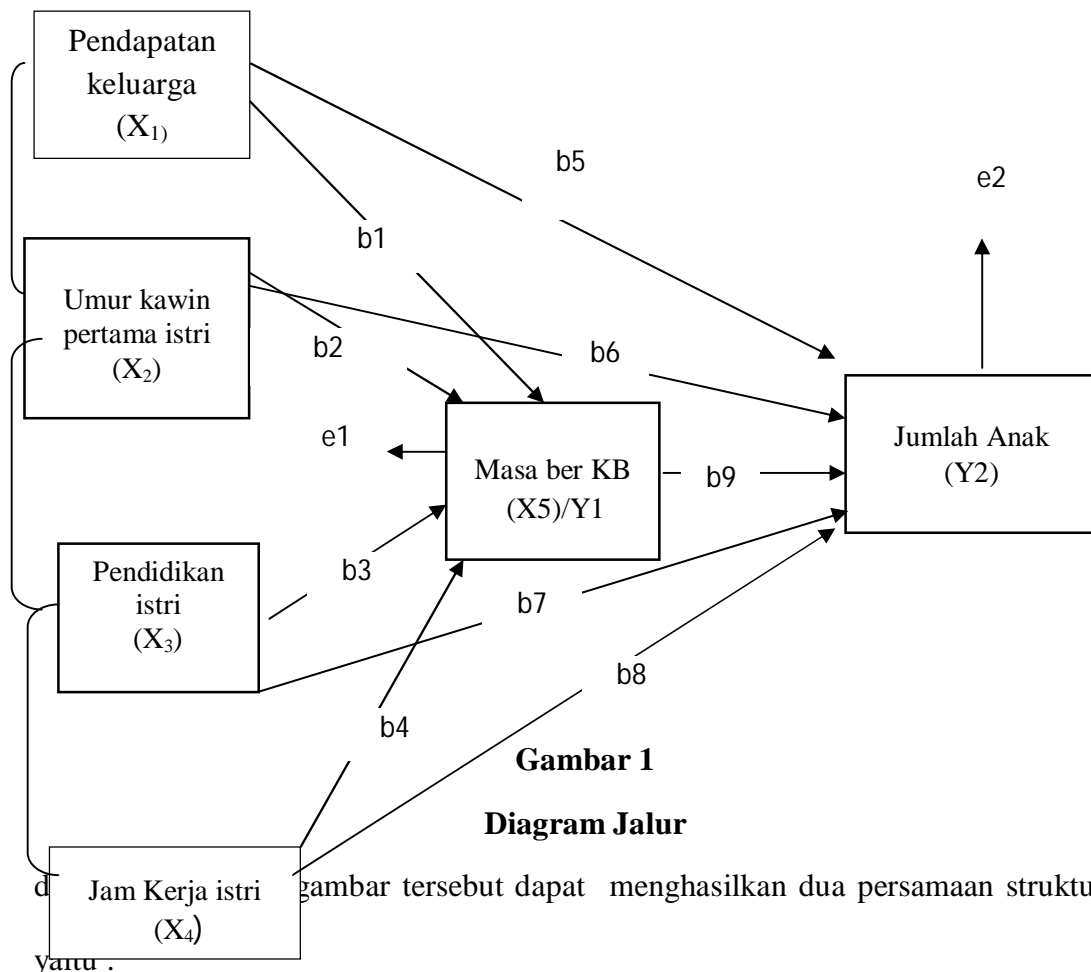 Pendapatan
keluarga
(X1)
b5
e2
b1
Umur kawin
pertama istri
(X2)
b2
b6
e1
Masa ber KB
(X5)/Y1
b9
Jumlah Anak
(Y2)
Pendidikan
istri
(X3)
b3
b7
b8
b4
Gambar 1
Diagram Jalur
Jam Kerja istri
(X4)
gambar tersebut dapat menghasilkan dua persamaan struktu
yaitu :